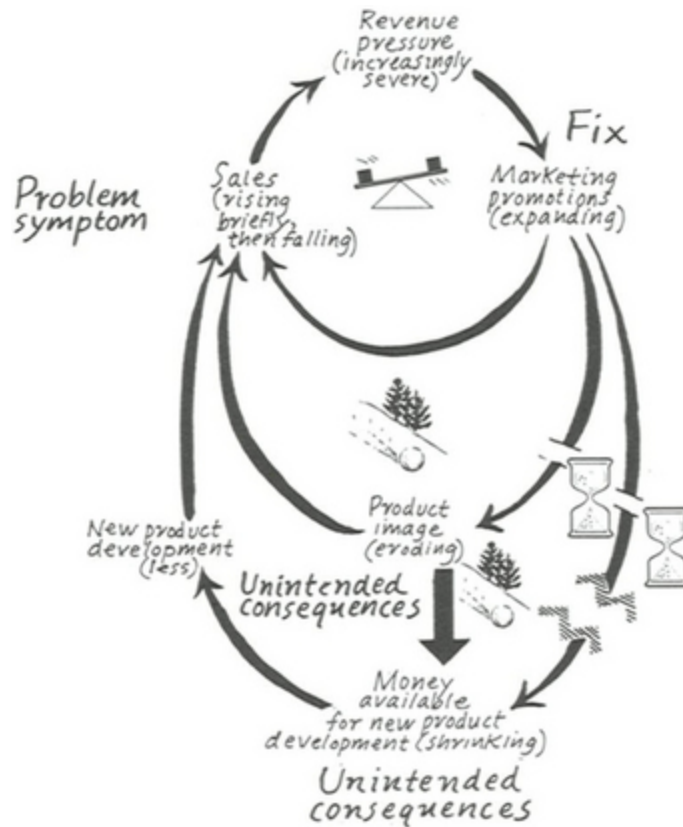 Revenue
pressure
(increasingly
severe)
Fix
Marketing
promotions
(expanding)
Sales
(rising
briefly,
then falling)
Problem
symptom
Product
image
(eroding)
New product
development
(less)
Unintended
consequences
Money
available
for new product
development (shrinking)
Unintended
consequences